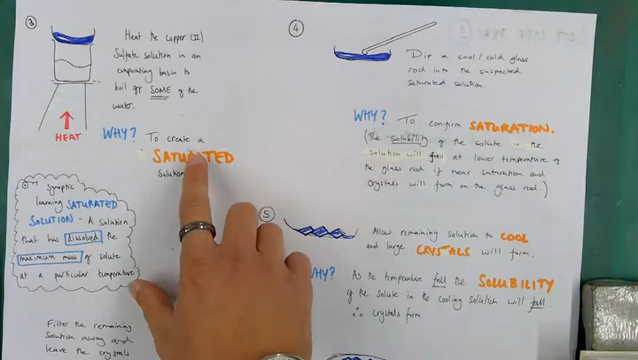 3
Heat the copper (II)
Sulfate solution in an
evaporating basin to
boil off SOME of the
water.
HEAT
WHY? To create a
SATURATED
Solution
Synoptic
learning SATURATED
SOLUTION - A solution
that has dissolved the
maximum mass of solute
at a particular temperature
Filter the remaining
Solution away and
leave the crystals
4
Dip a cool/cold glass
rod into the suspected
Saturated solution.
WHY? To confirm SATURATION.
(The solubility of the solute in the
solution will fall at lower temperature of
the glass rod if near saturation and
crystals will form on the glass rod)
5
Allow remaining solution to COOL
and large CRYSTALS will form.
WHY? As the temperature fall the SOLUBILITY
of the solute in the cooling solution will fall
∴ crystals form